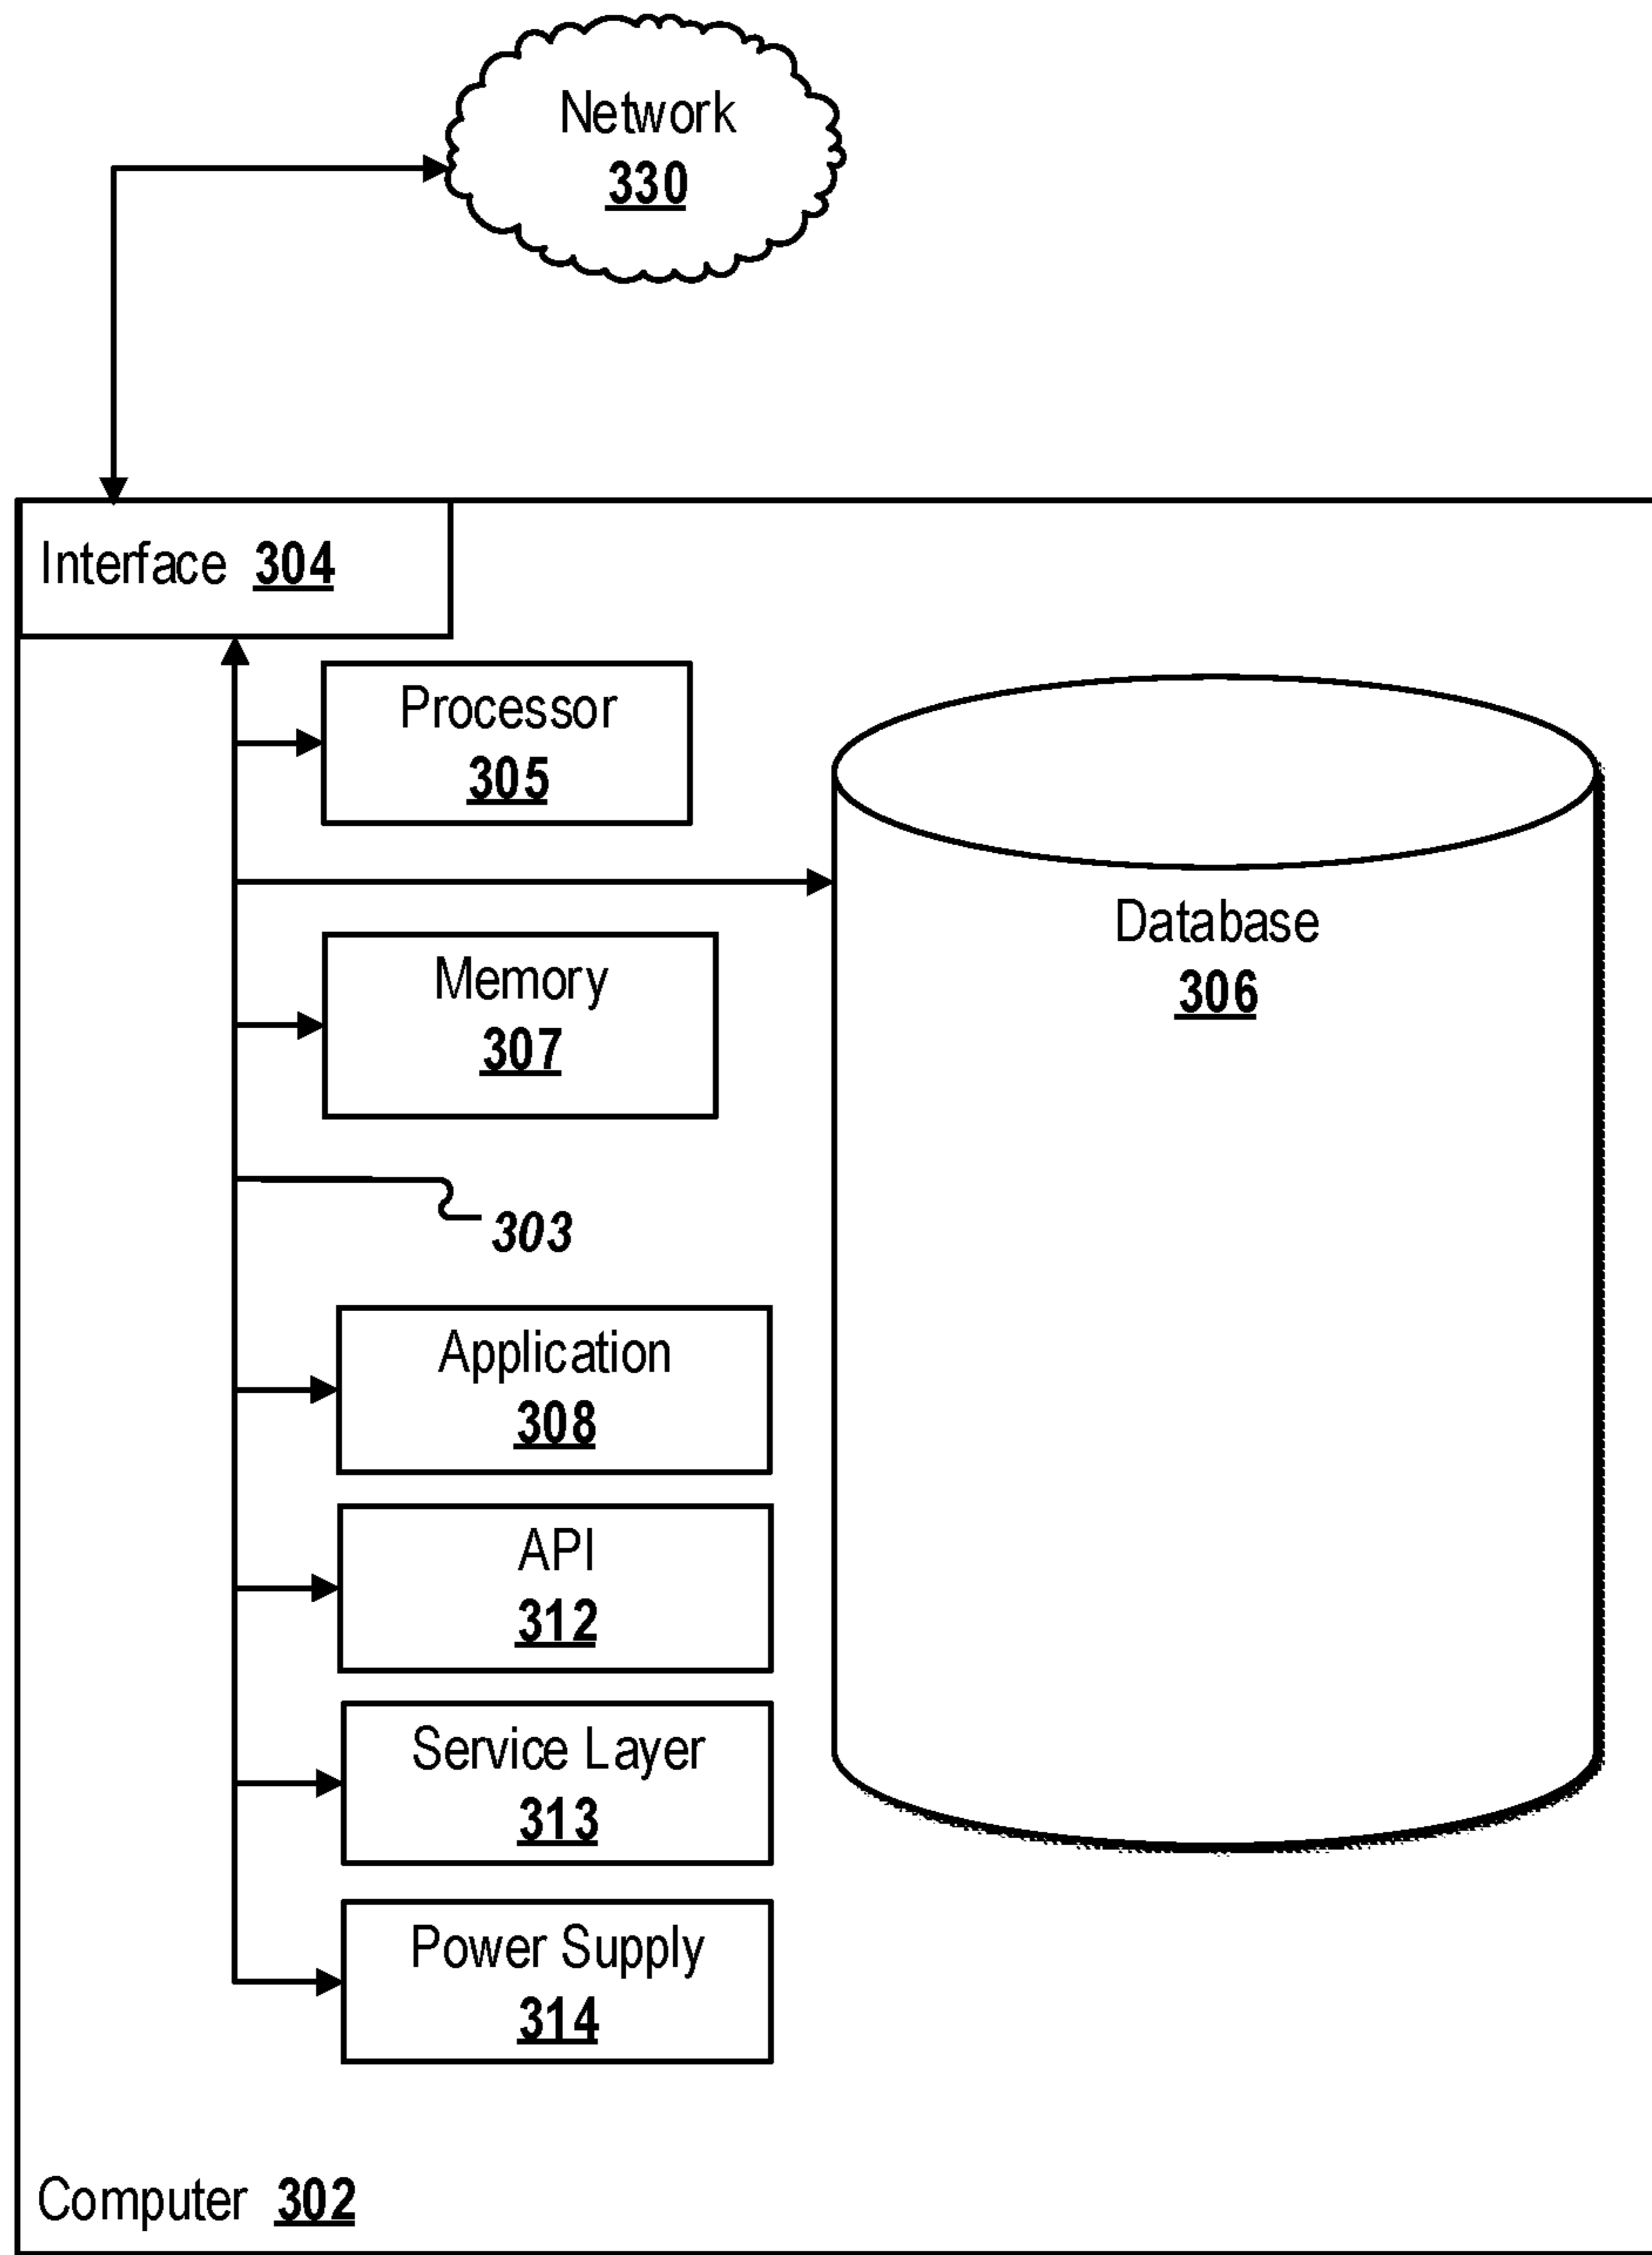 Network
330
Interface 304
Processor
305
Database
306
Memory
307
303
Application
308
API
312
Service Layer
313
Power Supply
314
Computer 302